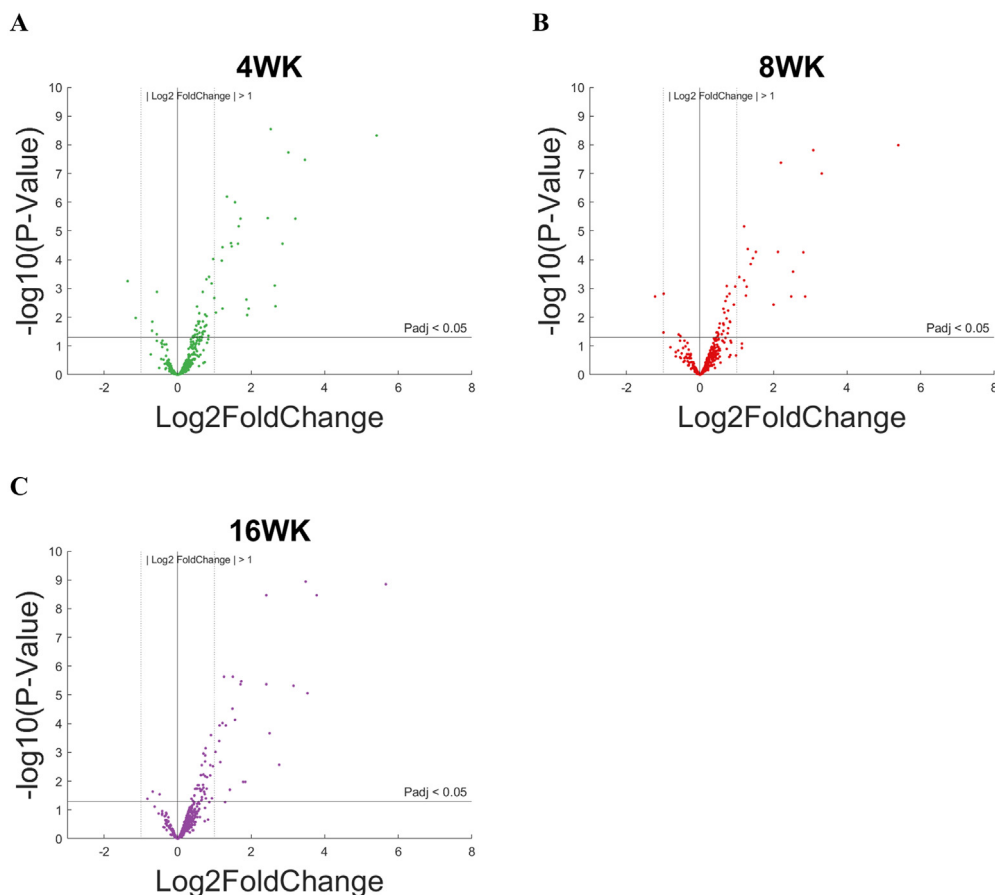 A
B
4WK
8WK
| Log2 FoldChange | > 1
| Log2 FoldChange | > 1
10
9
8
7
6
5
4
3
2
1
0
10
9
8
7
6
5
4
3
2
1
0
-log10(P-Value)
-log10(P-Value)
Padj < 0.05
Padj < 0.05
-2 0 2 4 6 8
-2 0 2 4 6 8
Log2FoldChange
Log2FoldChange
C
16WK
| Log2 FoldChange | > 1
10
9
8
7
6
5
4
3
2
1
0
-log10(P-Value)
Padj < 0.05
-2 0 2 4 6 8
Log2FoldChange